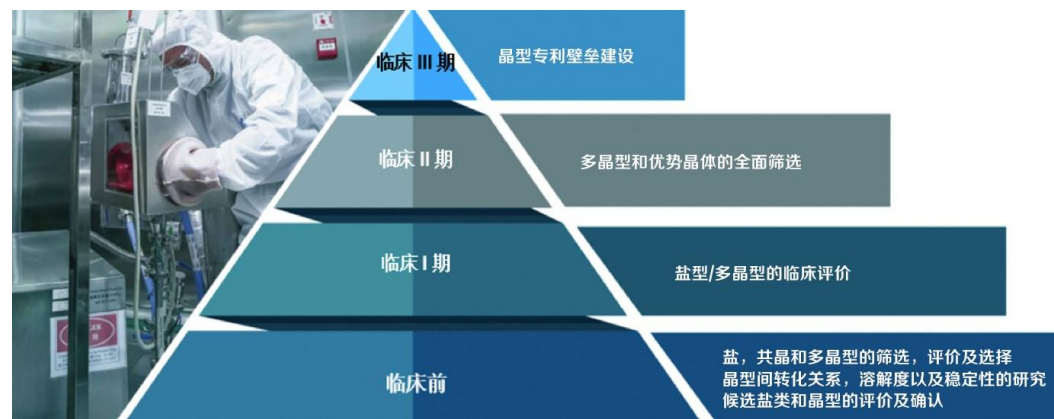 临床 III 期
晶型专利壁垒建设
临床 II 期
多晶型和优势晶体的全面筛选
临床 I 期
盐型/多晶型的临床评价
临床前
盐，共晶和多晶型的筛选，评价及选择
晶型间转化关系，溶解度以及稳定性的研究
候选盐类和晶型的评价及确认